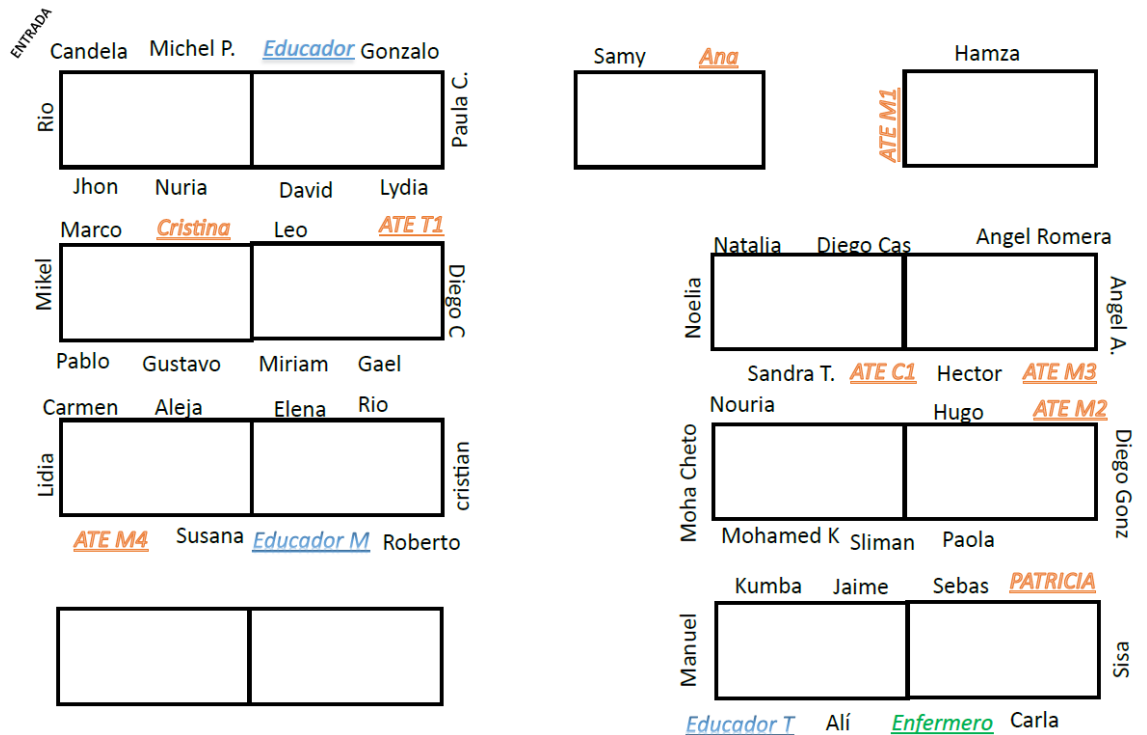 ENTRADA
Candela Michel P. Educador Gonzalo
Rio
Paula C.
Jhon Nuria David Lydia
Samy Ana
Hamza
ATE M1
Marco Cristina Leo ATE T1
Mikel
Diego C
Pablo Gustavo Miriam Gael
Natalia Diego Cas Angel Romera
Noelia
Angel A.
Sandra T. ATE C1 Hector ATE M3
Carmen Aleja Elena Rio
Lidia
cristian
ATE M4 Susana Educador M Roberto
Nouria Hugo ATE M2
Moha Cheto
Diego Gonz
Mohamed K Sliman Paola
Kumba Jaime Sebas PATRICIA
Manuel
Sisa
Educador T Alí Enfermero Carla